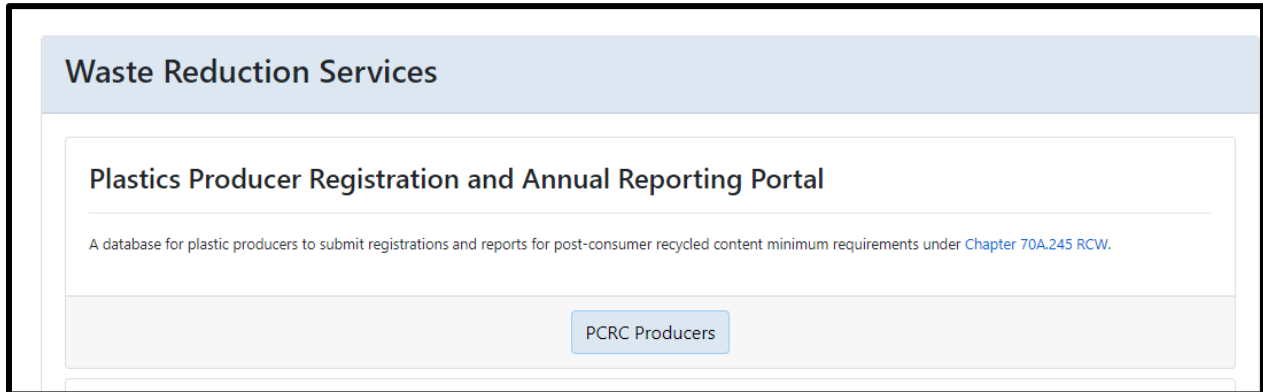 Waste Reduction Services
Plastics Producer Registration and Annual Reporting Portal
A database for plastic producers to submit registrations and reports for post-consumer recycled content minimum requirements under Chapter 70A.245 RCW.
PCRC Producers